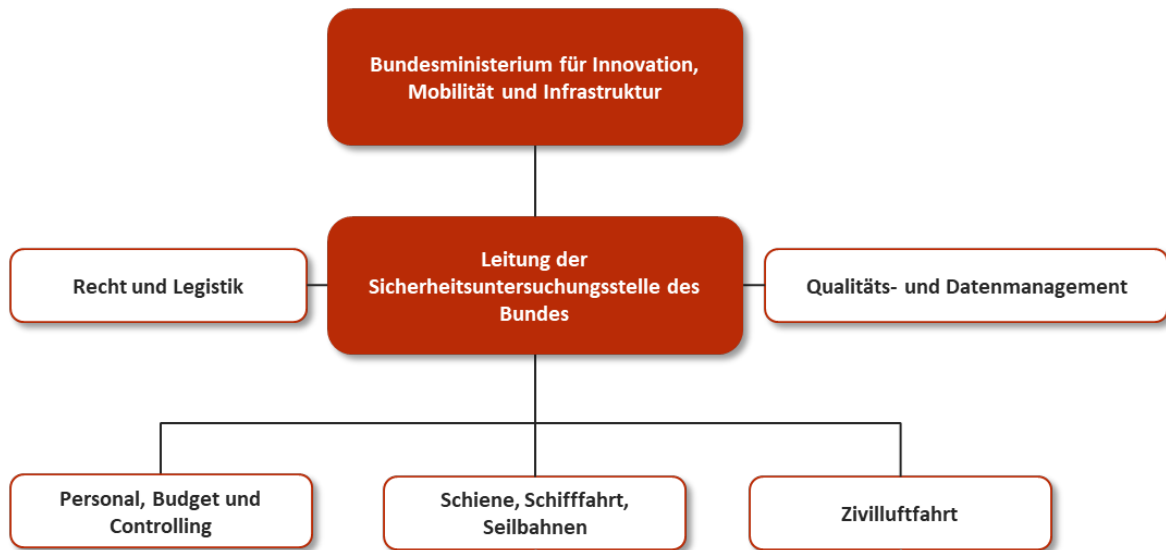 Bundesministerium für Innovation,
Mobilität und Infrastruktur
Recht und Legistik
Leitung der
Sicherheitsuntersuchungsstelle des
Bundes
Qualitäts- und Datenmanagement
Personal, Budget und
Controlling
Schiene, Schifffahrt,
Seilbahnen
Zivilluftfahrt